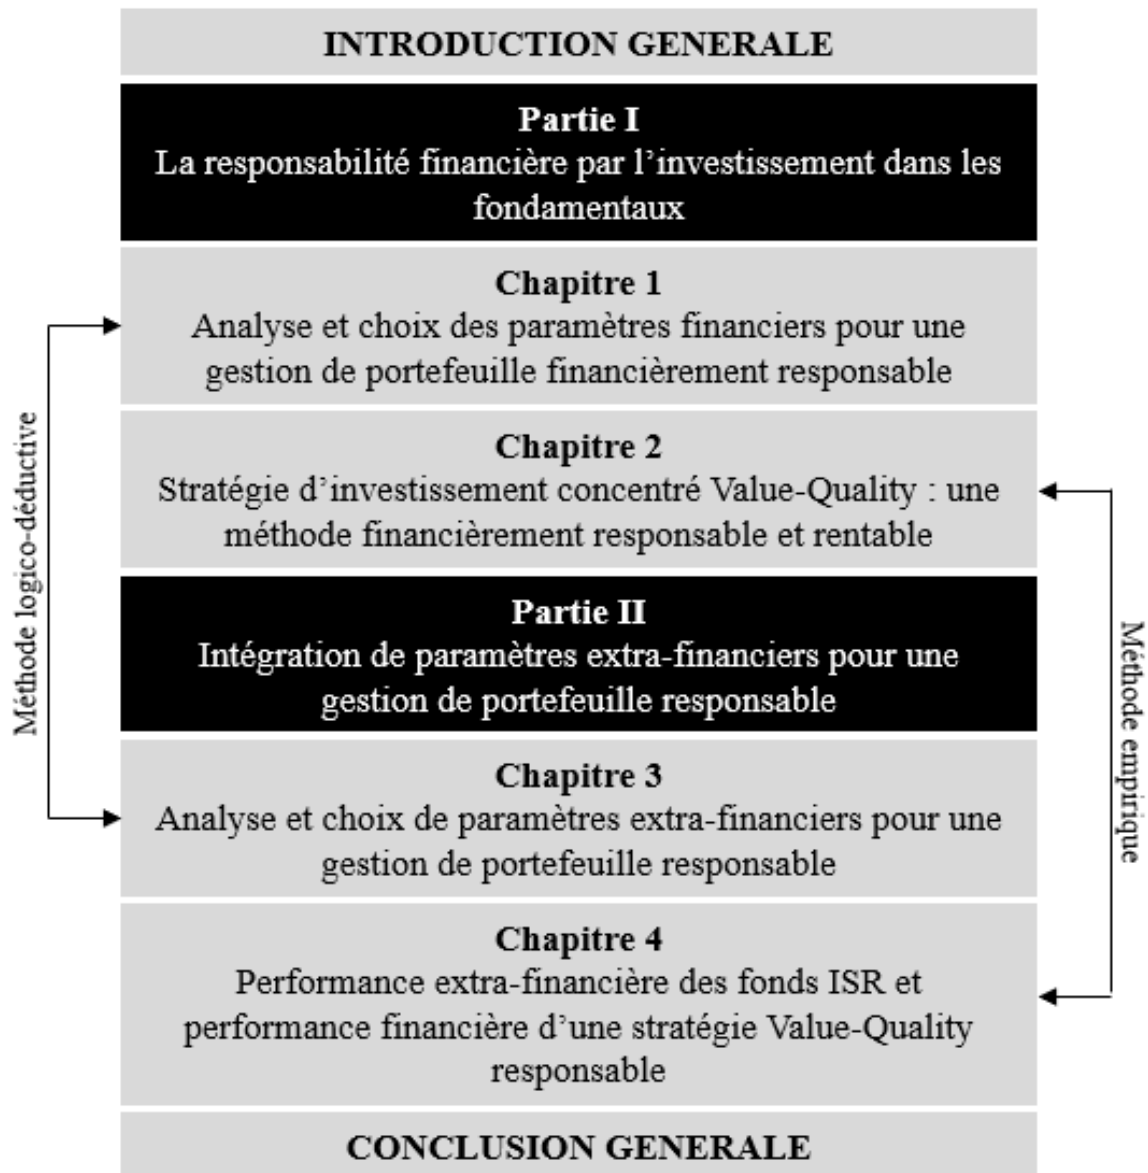 INTRODUCTION GENERALE
Partie I
La responsabilité financière par l’investissement dans les
fondamentaux
Chapitre 1
Analyse et choix des paramètres financiers pour une
gestion de portefeuille financièrement responsable
Chapitre 2
Stratégie d’investissement concentré Value-Quality : une
méthode financièrement responsable et rentable
Partie II
Intégration de paramètres extra-financiers pour une
gestion de portefeuille responsable
Chapitre 3
Analyse et choix de paramètres extra-financiers pour une
gestion de portefeuille responsable
Chapitre 4
Performance extra-financière des fonds ISR et
performance financière d’une stratégie Value-Quality
responsable
CONCLUSION GENERALE
Méthode logico-déductive
Méthode empirique